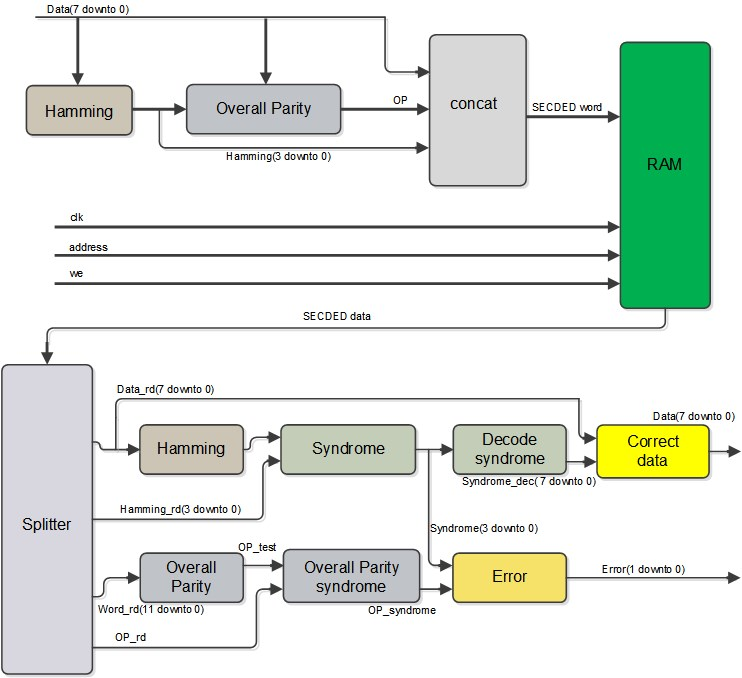 Data(7 downto 0)
Hamming
Overall Parity
OP
concat
SECDED word
RAM
Hamming(3 downto 0)
clk
address
we
SECDED data
Splitter
Data_rd(7 downto 0)
Hamming
Syndrome
Decode
syndrome
Correct
data
Data(7 downto 0)
Syndrome_dec( 7 downto 0)
Hamming_rd(3 downto 0)
Syndrome(3 downto 0)
OP_test
Overall
Parity
Overall Parity
syndrome
Error
Error(1 downto 0)
Word_rd(11 downto 0)
OP_syndrome
OP_rd